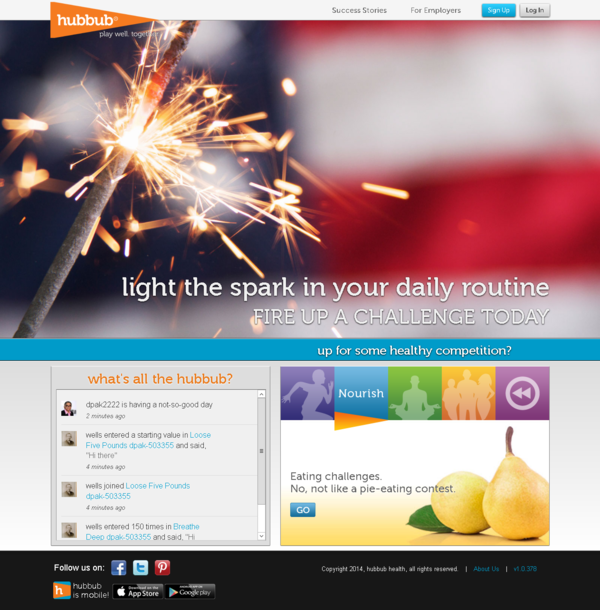 hubbub®
play well. together.
Success Stories
For Employers
Sign Up
Log In
light the spark in your daily routine
FIRE UP A CHALLENGE TODAY
up for some healthy competition?
what's all the hubbub?
dpak2222 is having a not-so-good day
2 minutes ago
wells entered a starting value in Loose
Five Pounds dpak-503355 and said,
"Hi there"
4 minutes ago
wells joined Loose Five Pounds
dpak-503355
4 minutes ago
wells entered 150 times in Breathe
Deep dpak-503355 and said, "Hi
Nourish
Eating challenges.
No, not like a pie-eating contest.
GO
Follow us on:
hubbub
is mobile!
App Store
Google play
Copyright 2014, hubbub health, all rights reserved. | About Us | v1.0.378